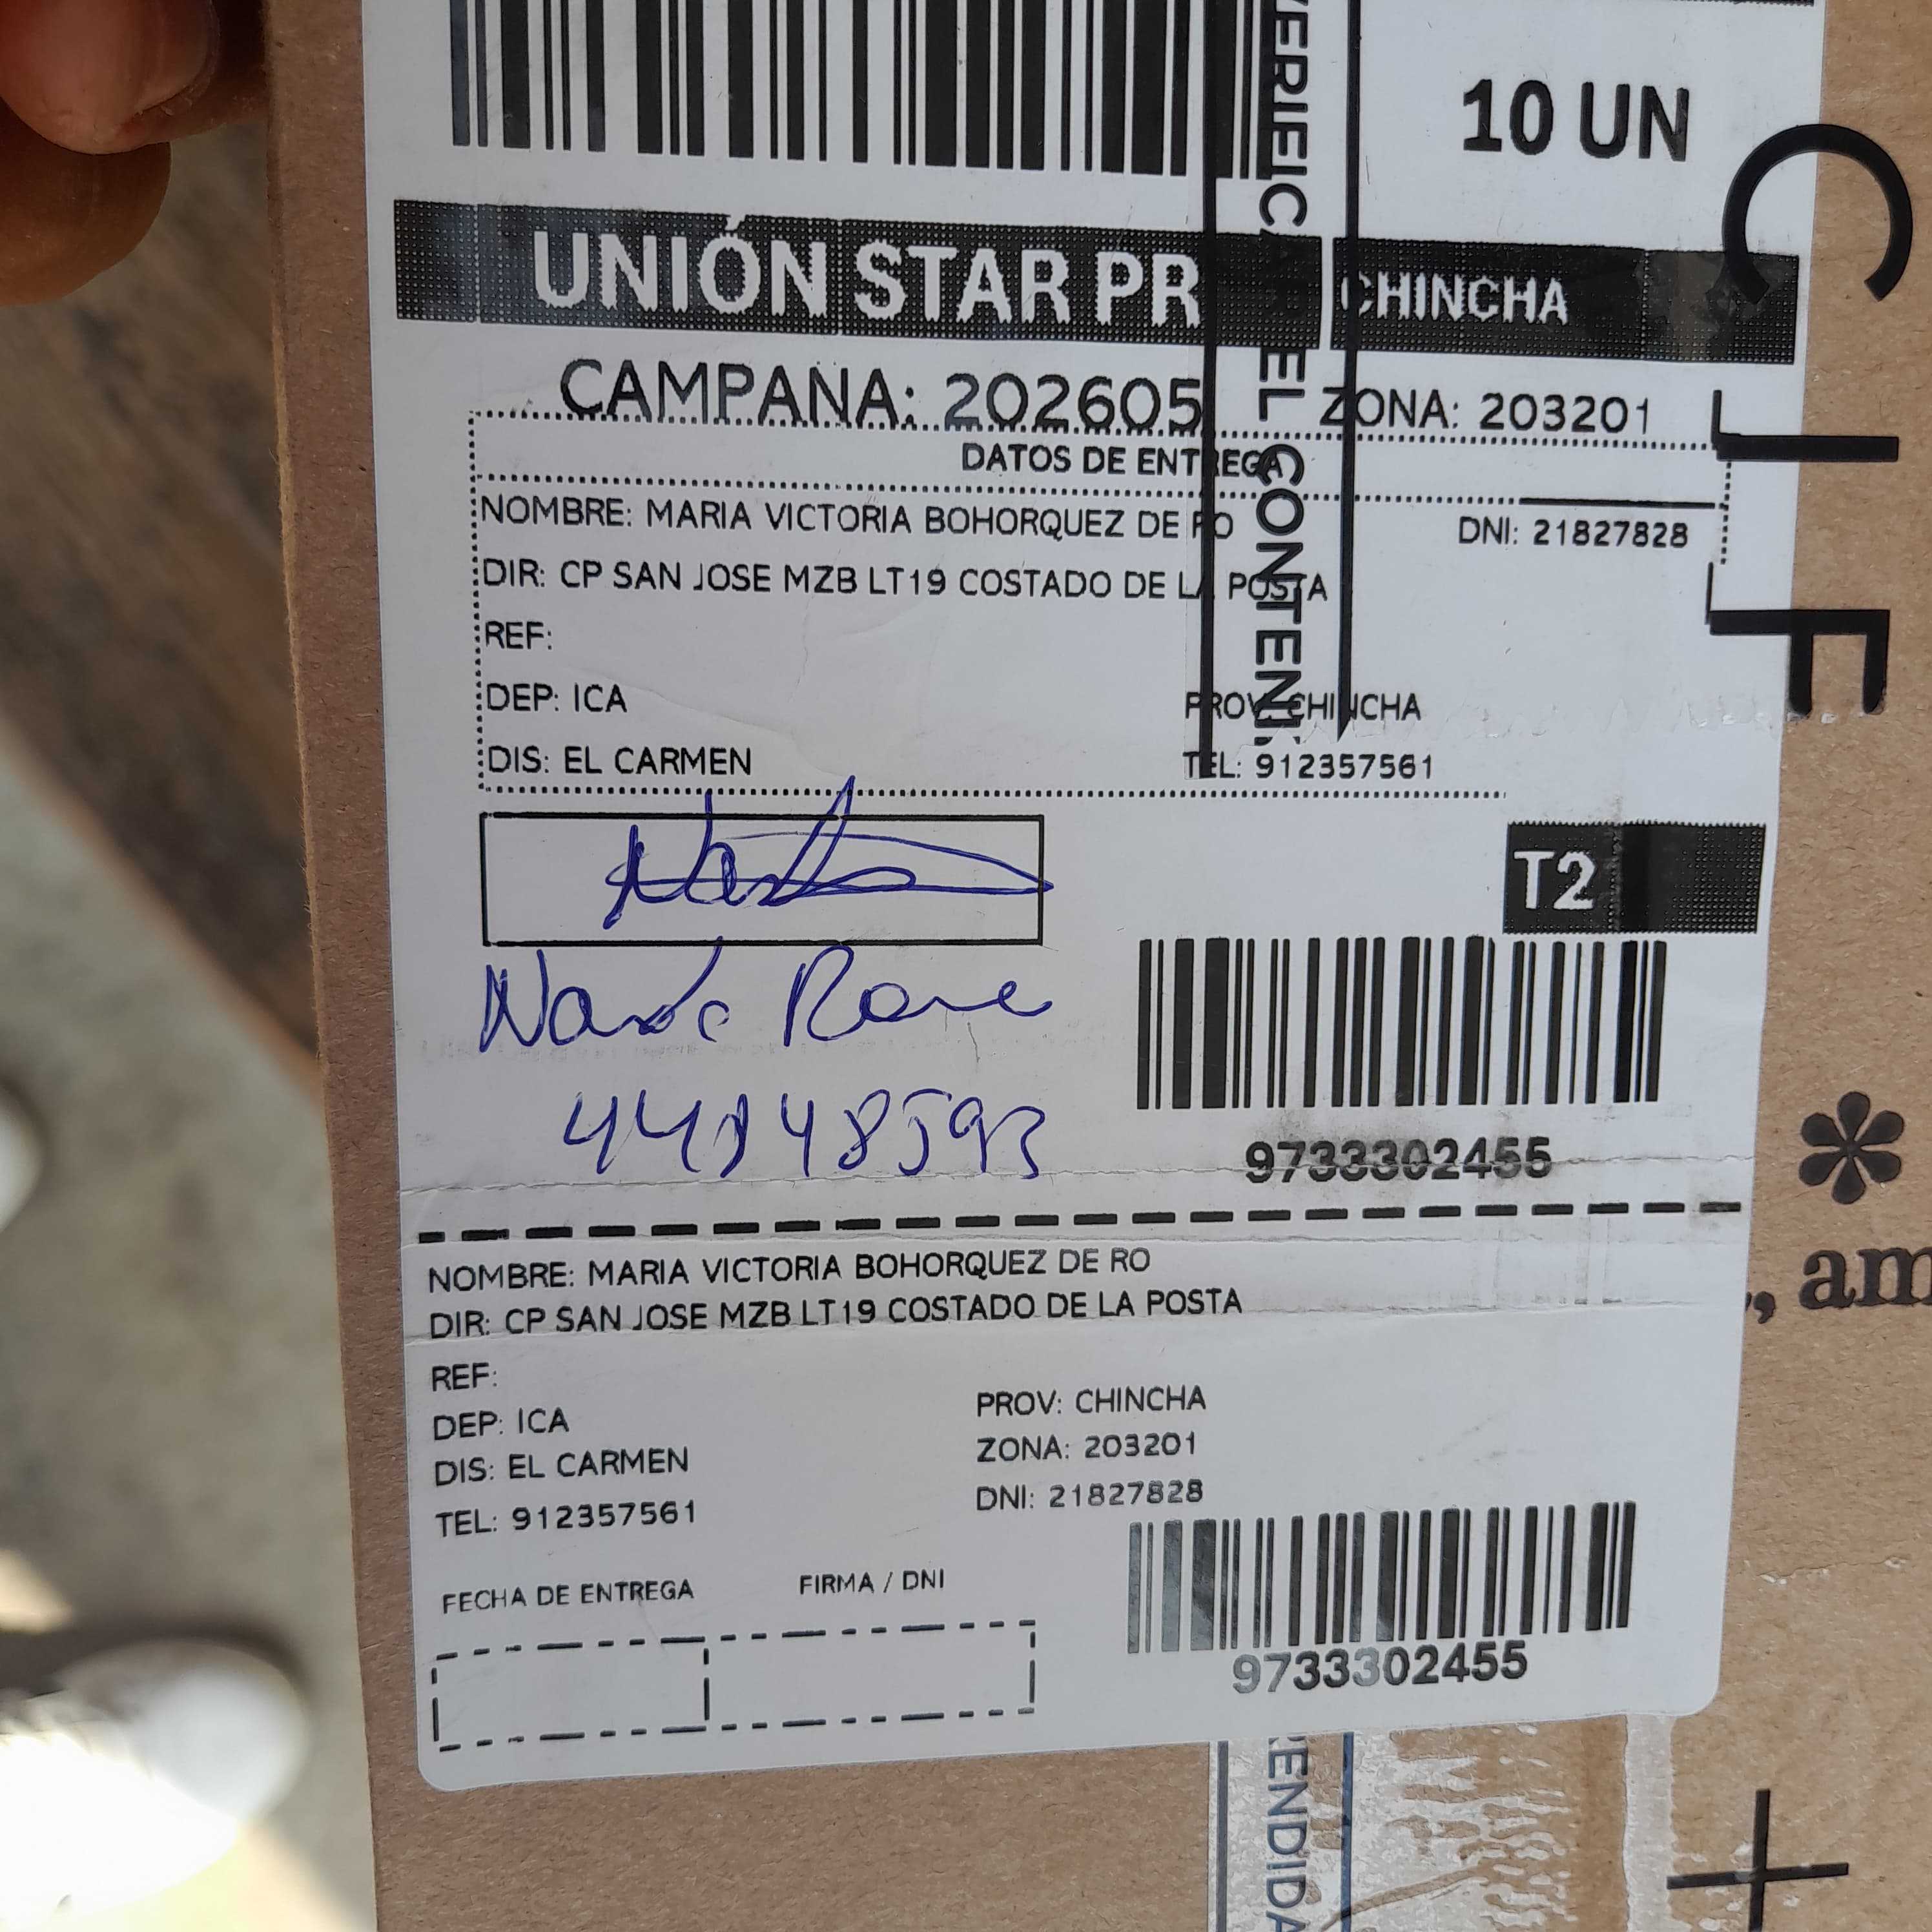 10 UN
UNIÓN STAR PR CHINCHA
CAMPAÑA: 202605 ZONA: 203201
DATOS DE ENTREGA
NOMBRE: MARIA VICTORIA BOHORQUEZ DE RO DNI: 21827828
DIR: CP SAN JOSE MZB LT19 COSTADO DE LA POSTA
REF:
DEP: ICA PROV: CHINCHA
DIS: EL CARMEN TEL: 912357561
T2
9733302455
NOMBRE: MARIA VICTORIA BOHORQUEZ DE RO
DIR: CP SAN JOSE MZB LT19 COSTADO DE LA POSTA
REF:
DEP: ICA PROV: CHINCHA
DIS: EL CARMEN ZONA: 203201
TEL: 912357561 DNI: 21827828
FECHA DE ENTREGA FIRMA / DNI
9733302455
EL CONTENI
, am